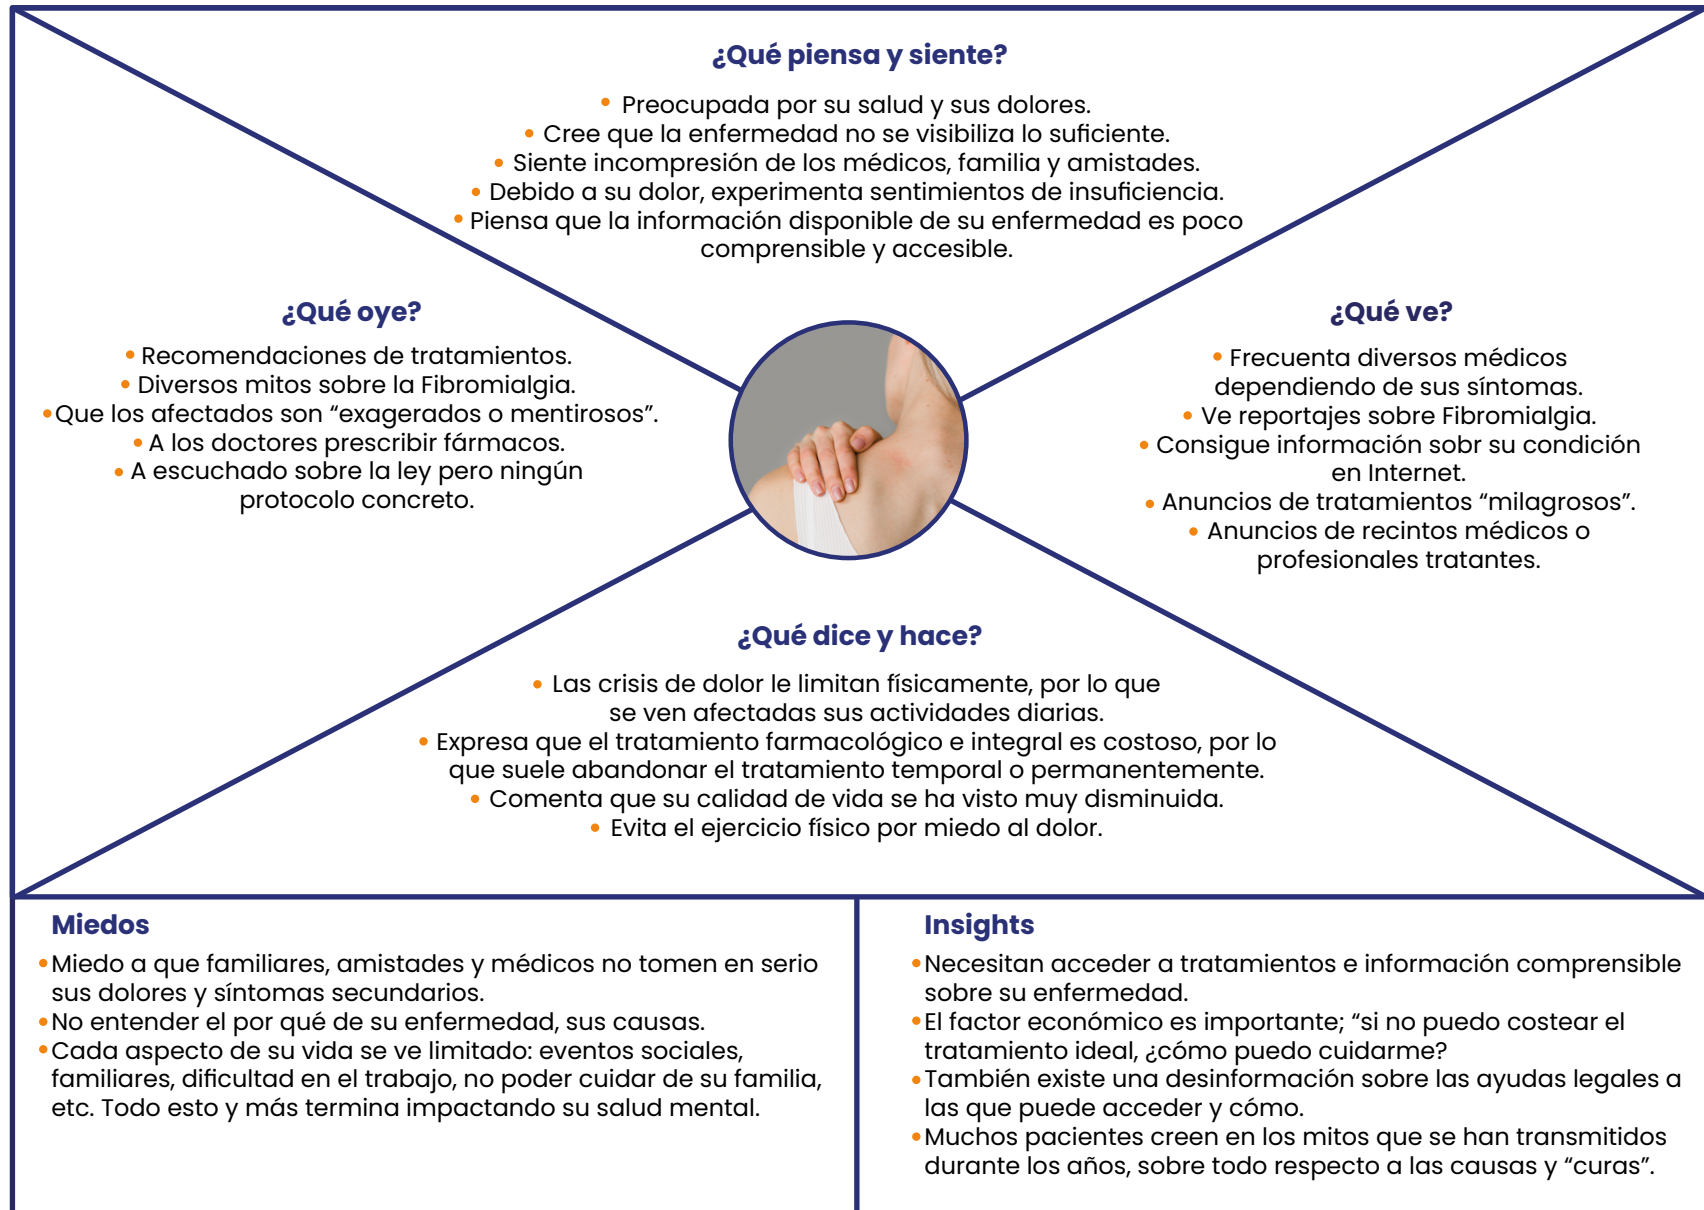 ¿Qué piensa y siente?
• Preocupada por su salud y sus dolores.
• Cree que la enfermedad no se visibiliza lo suficiente.
• Siente incompresión de los médicos, familia y amistades.
• Debido a su dolor, experimenta sentimientos de insuficiencia.
• Piensa que la información disponible de su enfermedad es poco
comprensible y accesible.
¿Qué oye?
• Recomendaciones de tratamientos.
• Diversos mitos sobre la Fibromialgia.
• Que los afectados son “exagerados o mentirosos”.
• A los doctores prescribir fármacos.
• A escuchado sobre la ley pero ningún
protocolo concreto.
¿Qué ve?
• Frecuenta diversos médicos
dependiendo de sus síntomas.
• Ve reportajes sobre Fibromialgia.
• Consigue información sobr su condición
en Internet.
• Anuncios de tratamientos “milagrosos”.
• Anuncios de recintos médicos o
profesionales tratantes.
¿Qué dice y hace?
• Las crisis de dolor le limitan físicamente, por lo que
se ven afectadas sus actividades diarias.
• Expresa que el tratamiento farmacológico e integral es costoso, por lo
que suele abandonar el tratamiento temporal o permanentemente.
• Comenta que su calidad de vida se ha visto muy disminuida.
• Evita el ejercicio físico por miedo al dolor.
Miedos
• Miedo a que familiares, amistades y médicos no tomen en serio
sus dolores y síntomas secundarios.
• No entender el por qué de su enfermedad, sus causas.
• Cada aspecto de su vida se ve limitado: eventos sociales,
familiares, dificultad en el trabajo, no poder cuidar de su familia,
etc. Todo esto y más termina impactando su salud mental.
Insights
• Necesitan acceder a tratamientos e información comprensible
sobre su enfermedad.
• El factor económico es importante; “si no puedo costear el
tratamiento ideal, ¿cómo puedo cuidarme?
• También existe una desinformación sobre las ayudas legales a
las que puede acceder y cómo.
• Muchos pacientes creen en los mitos que se han transmitidos
durante los años, sobre todo respecto a las causas y “curas”.